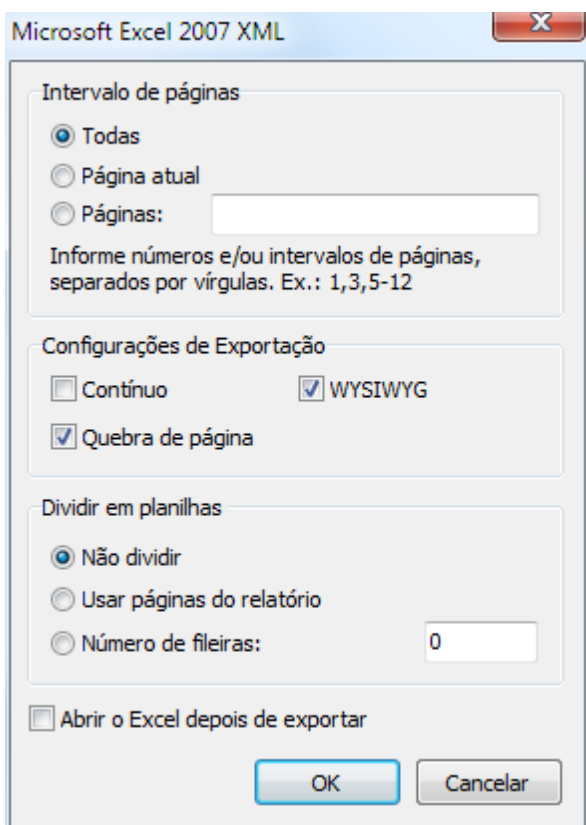 Microsoft Excel 2007 XML
Intervalo de páginas
Todas
Página atual
Páginas:
Informe números e/ou intervalos de páginas,
separados por vírgulas. Ex.: 1,3,5-12
Configurações de Exportação
Contínuo WYSIWYG
Quebra de página
Dividir em planilhas
Não dividir
Usar páginas do relatório
Número de fileiras: 0
Abrir o Excel depois de exportar
OK Cancelar